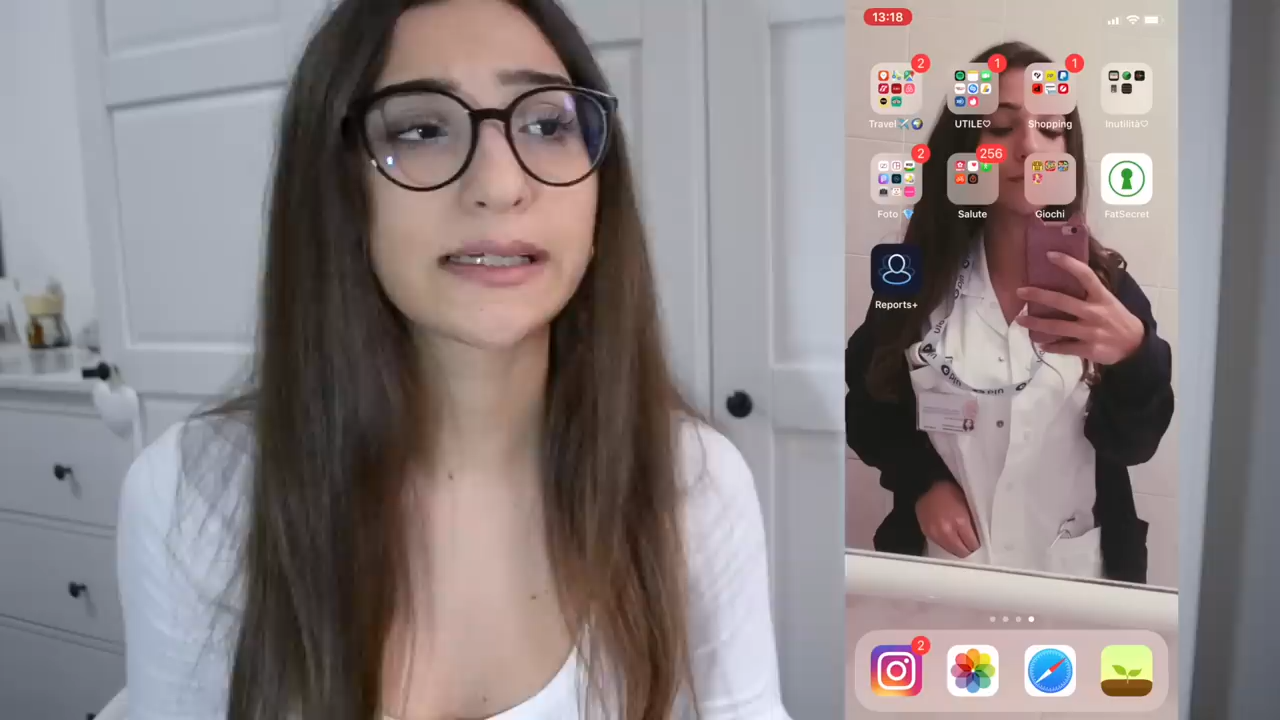 13:18
2
1
1
Travel✈️🌍
UTILE♡
Shopping
Inutilità♡
2
256
Foto 💎
Salute
Giochi
FatSecret
Reports+
2